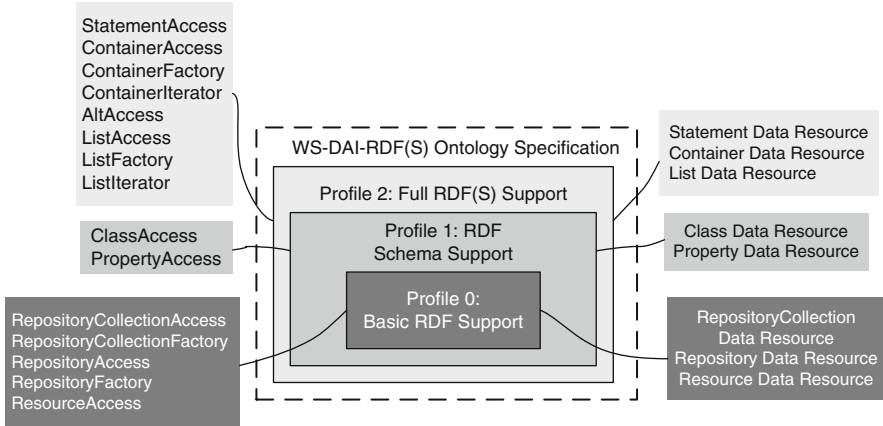 StatementAccess
ContainerAccess
ContainerFactory
ContainerIterator
AltAccess
ListAccess
ListFactory
ListIterator
WS-DAI-RDF(S) Ontology Specification
Statement Data Resource
Container Data Resource
List Data Resource
Profile 2: Full RDF(S) Support
ClassAccess
PropertyAccess
Profile 1: RDF
Schema Support
Class Data Resource
Property Data Resource
Profile 0:
Basic RDF Support
RepositoryCollectionAccess
RepositoryCollectionFactory
RepositoryAccess
RepositoryFactory
ResourceAccess
RepositoryCollection
Data Resource
Repository Data Resource
Resource Data Resource